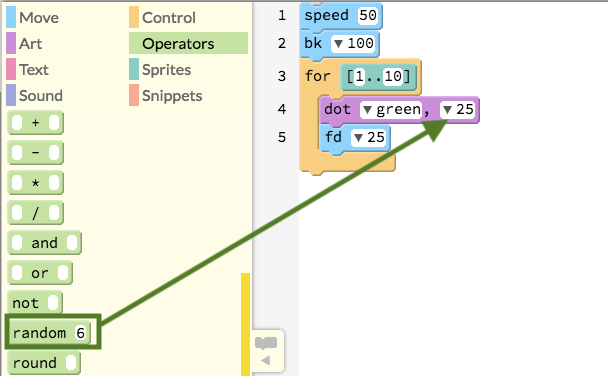 Move Control
Art Operators
Text Sprites
Sound Snippets
+
-
*
/
and
or
not
random 6
round
1 speed 50
2 bk ▼100
3 for [1..10]
4 dot ▼green, ▼25
5 fd ▼25